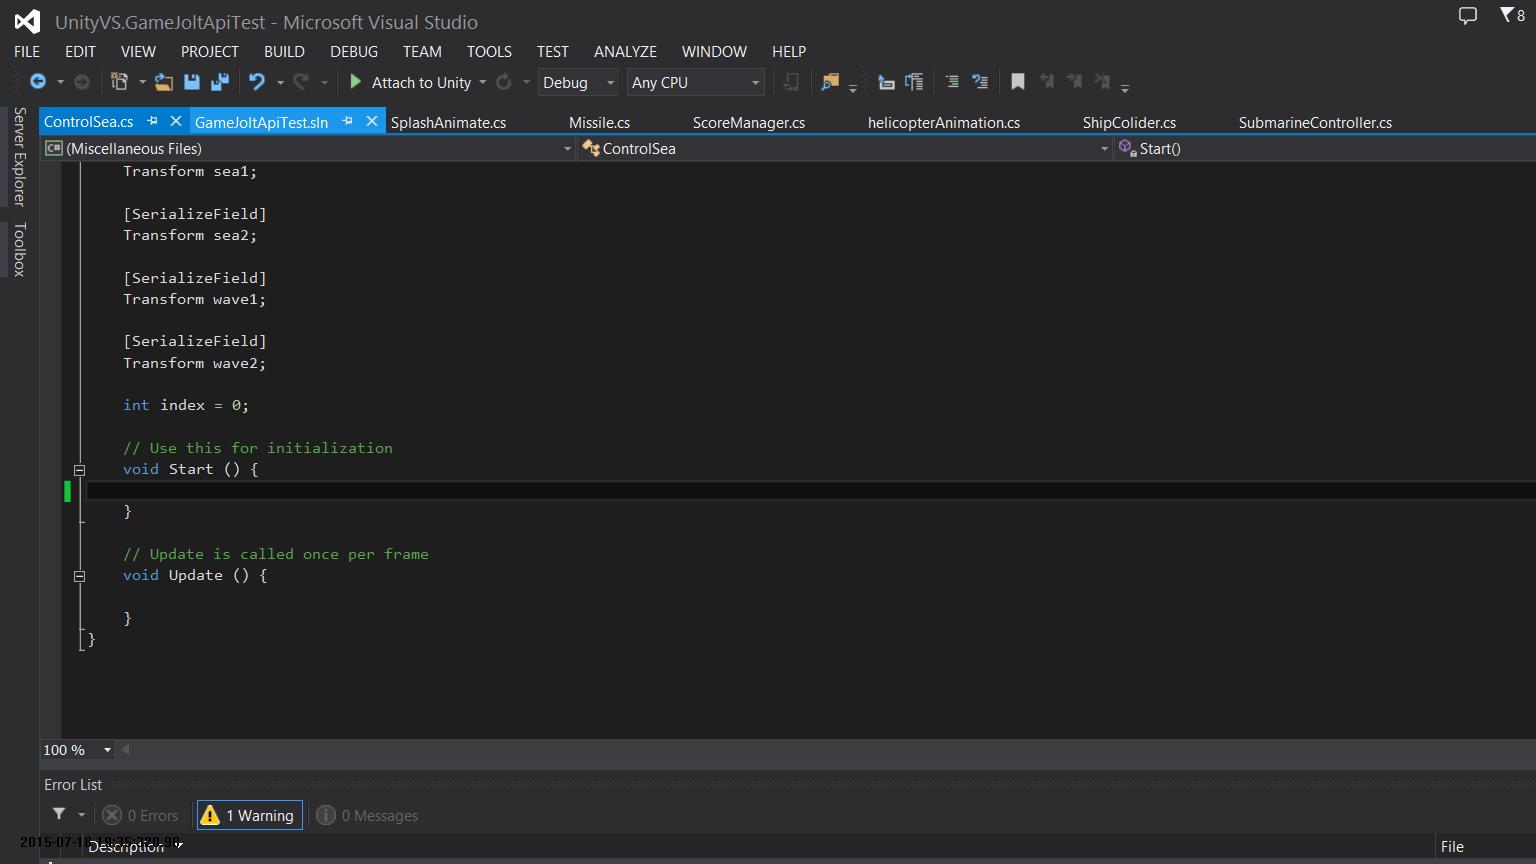 UnityVS.GameJoltApiTest - Microsoft Visual Studio
8
FILE EDIT VIEW PROJECT BUILD DEBUG TEAM TOOLS TEST ANALYZE WINDOW HELP
Attach to Unity Debug Any CPU
Server Explorer
Toolbox
ControlSea.cs GameJoltApiTest.sln SplashAnimate.cs Missile.cs ScoreManager.cs helicopterAnimation.cs ShipColider.cs SubmarineController.cs
C# (Miscellaneous Files) ControlSea Start()
Transform sea1;
[SerializeField]
Transform sea2;
[SerializeField]
Transform wave1;
[SerializeField]
Transform wave2;
int index = 0;
// Use this for initialization
void Start () {
}
// Update is called once per frame
void Update () {
}
}
100 %
Error List
0 Errors 1 Warning 0 Messages
Description File